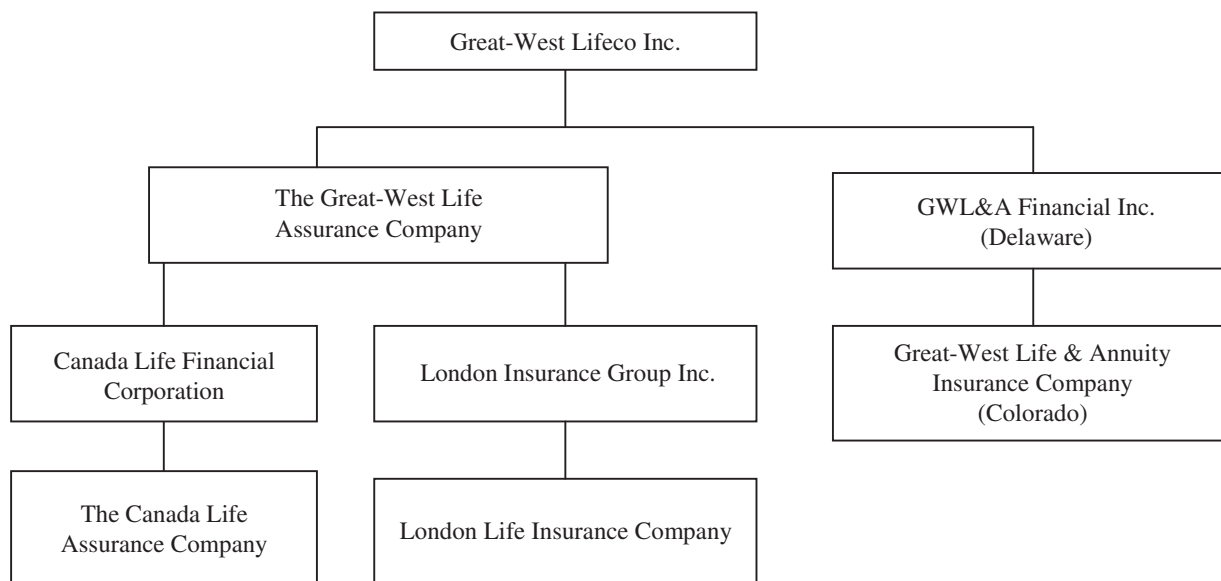 Great-West Lifeco Inc.
The Great-West Life
Assurance Company
GWL&A Financial Inc.
(Delaware)
Canada Life Financial
Corporation
London Insurance Group Inc.
Great-West Life & Annuity
Insurance Company
(Colorado)
The Canada Life
Assurance Company
London Life Insurance Company